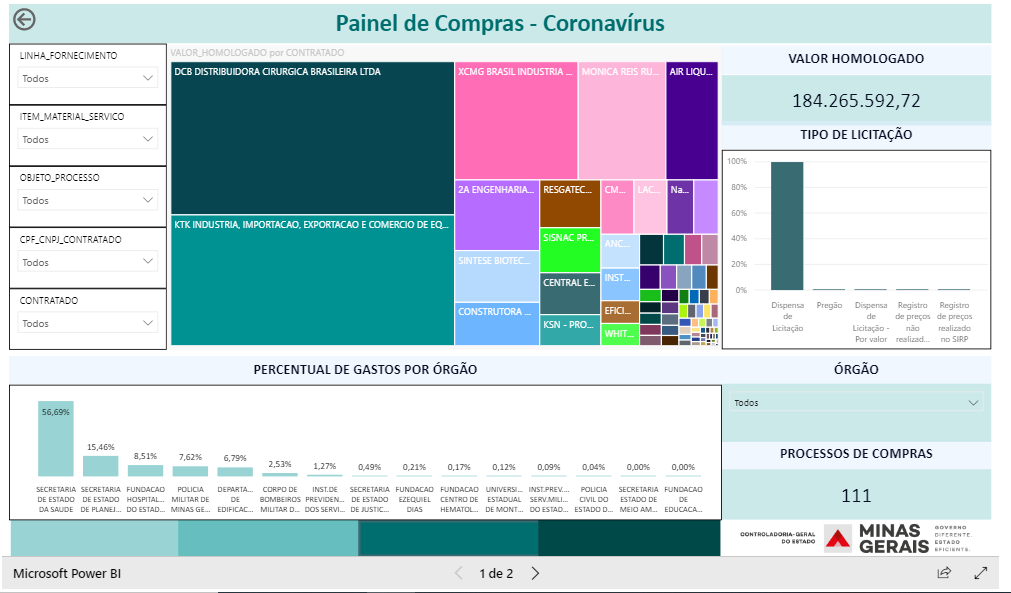 Painel de Compras - Coronavírus
LINHA_FORNECIMENTO
Todos
ITEM_MATERIAL_SERVICO
Todos
OBJETO_PROCESSO
Todos
CPF_CNPJ_CONTRATADO
Todos
CONTRATADO
Todos
VALOR_HOMOLOGADO por CONTRATADO
DCB DISTRIBUIDORA CIRURGICA BRASILEIRA LTDA
KTK INDUSTRIA, IMPORTACAO, EXPORTACAO E COMERCIO DE EQ...
XCMG BRASIL INDUSTRIA ...
MONICA REIS RU...
AIR LIQU...
2A ENGENHARIA...
SINTESE BIOTEC...
CONSTRUTORA ...
RESGATEC...
SISNAC PR...
CENTRAL E...
KSN - PRO...
CM...
LAC...
Na...
ANC...
INST...
EFICI...
WHIT...
VALOR HOMOLOGADO
184.265.592,72
TIPO DE LICITAÇÃO
100%
80%
60%
40%
20%
0%
Dispensa
de
Licitação
Pregão
Dispensa
de
Licitação -
Por valor
Registro
de preços
não
realizad...
Registro
de preços
realizado
no SIRP
PERCENTUAL DE GASTOS POR ÓRGÃO
56,69%
15,46%
8,51%
7,62%
6,79%
2,53%
1,27%
0,49%
0,21%
0,17%
0,12%
0,09%
0,04%
0,00%
0,00%
SECRETARIA
DE ESTADO
DA SAUDE
SECRETARIA
DE ESTADO
DE PLANEJ...
FUNDACAO
HOSPITAL...
DO ESTAD...
POLICIA
MILITAR DE
MINAS GE...
DEPARTA...
DE
EDIFICAC...
CORPO DE
BOMBEIROS
MILITAR D...
INST.DE
PREVIDEN...
DOS SERVI...
SECRETARIA
DE ESTADO
DE JUSTIC...
FUNDACAO
EZEQUIEL
DIAS
FUNDACAO
CENTRO DE
HEMATOL...
UNIVERSI...
ESTADUAL
DE MONT...
INST.PREV....
SERV.MILI...
DO ESTAD...
POLICIA
CIVIL DO
ESTADO D...
SECRETARIA
ESTADO DE
MEIO AM...
FUNDACAO
DE
EDUCACA...
ÓRGÃO
Todos
PROCESSOS DE COMPRAS
111
CONTROLADORIA-GERAL
DO ESTADO
MINAS
GERAIS
GOVERNO
DIFERENTE.
ESTADO
EFICIENTE.
Microsoft Power BI
1 de 2